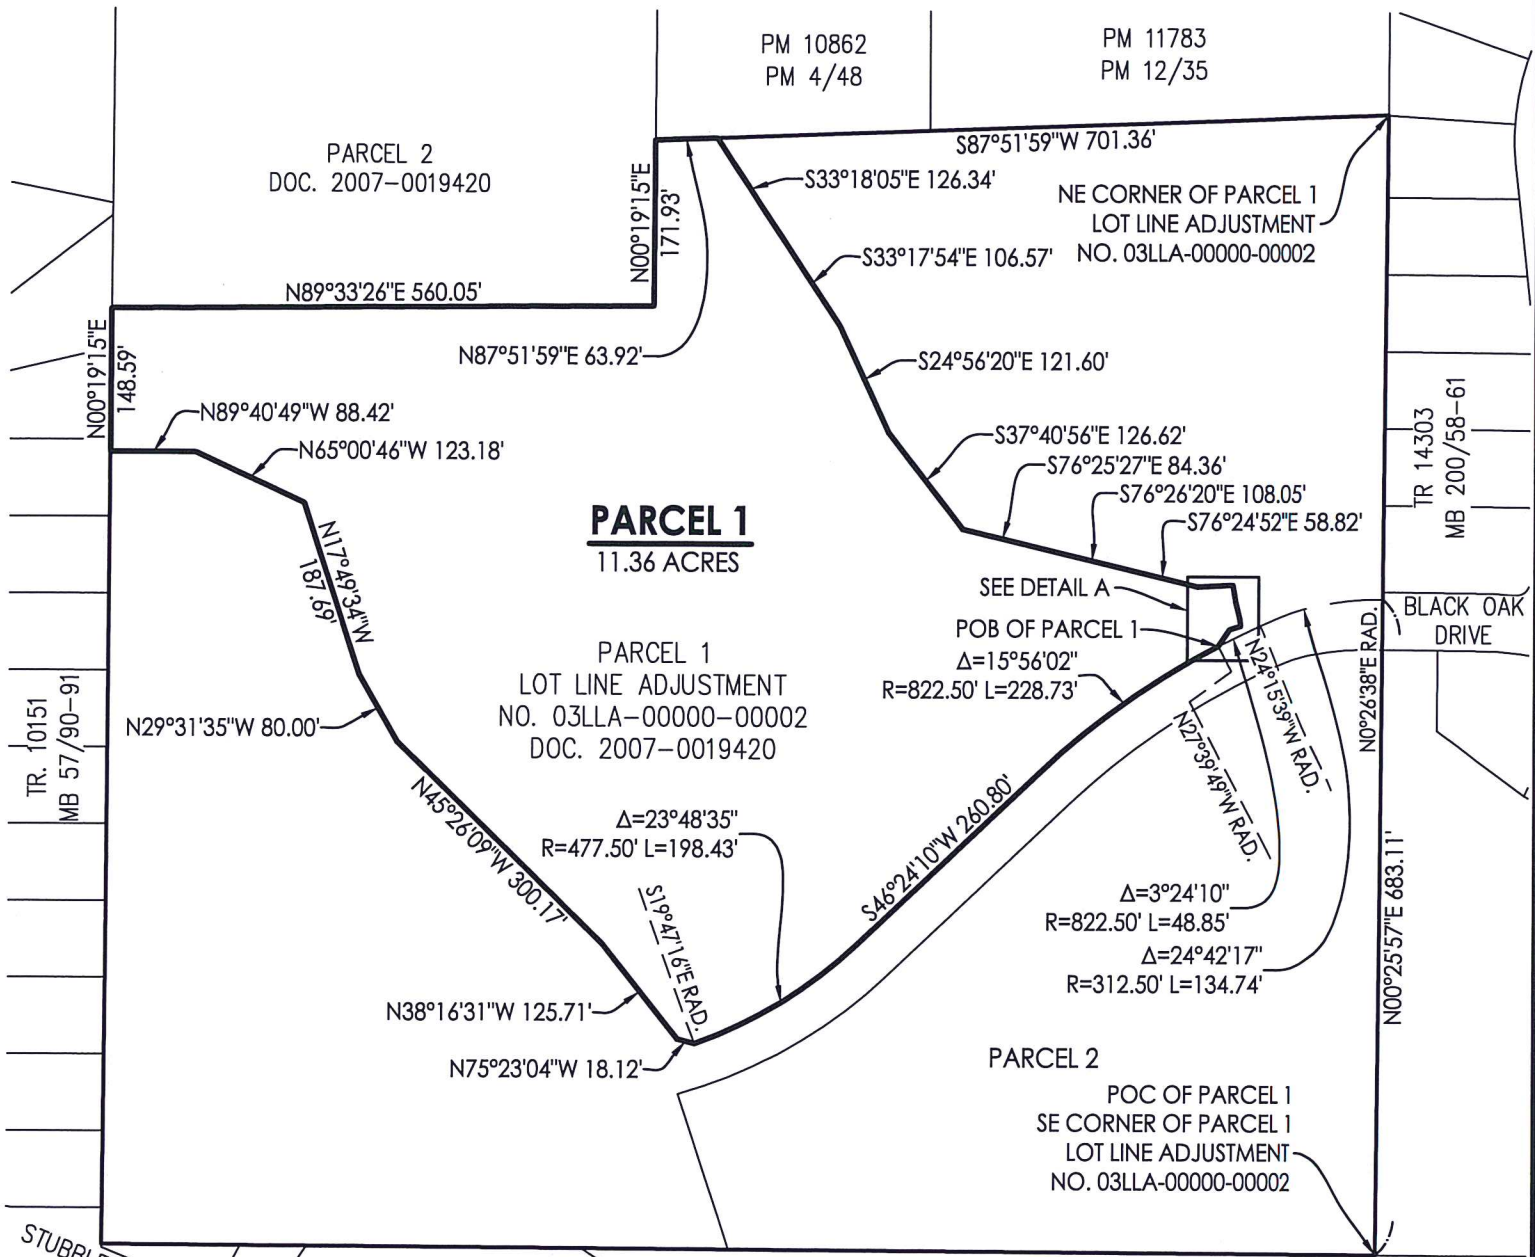 PM 10862
PM 4/48
PM 11783
PM 12/35
PARCEL 2
DOC. 2007-0019420
S87°51'59"W 701.36'
S33°18'05"E 126.34'
NE CORNER OF PARCEL 1
LOT LINE ADJUSTMENT
NO. 03LLA-00000-00002
N00°19'15"E
171.93'
S33°17'54"E 106.57'
N89°33'26"E 560.05'
N87°51'59"E 63.92'
S24°56'20"E 121.60'
N00°19'15"E
148.59'
N89°40'49"W 88.42'
N65°00'46"W 123.18'
S37°40'56"E 126.62'
S76°25'27"E 84.36'
S76°26'20"E 108.05'
S76°24'52"E 58.82'
TR 14303
MB 200/58-61
PARCEL 1
11.36 ACRES
N17°49'34"W
187.69'
SEE DETAIL A
POB OF PARCEL 1
BLACK OAK
DRIVE
PARCEL 1
LOT LINE ADJUSTMENT
NO. 03LLA-00000-00002
DOC. 2007-0019420
Δ=15°56'02"
R=822.50' L=228.73'
N24°15'39"W RAD.
N0°26'38"E RAD.
N27°39'49"W RAD.
TR. 10151
MB 57/90-91
N29°31'35"W 80.00'
N45°26'09"W 300.17'
Δ=23°48'35"
R=477.50' L=198.43'
S46°24'10"W 260.80'
S19°47'16"E RAD.
Δ=3°24'10"
R=822.50' L=48.85'
Δ=24°42'17"
R=312.50' L=134.74'
N00°25'57"E 683.11'
N38°16'31"W 125.71'
N75°23'04"W 18.12'
PARCEL 2
POC OF PARCEL 1
SE CORNER OF PARCEL 1
LOT LINE ADJUSTMENT
NO. 03LLA-00000-00002